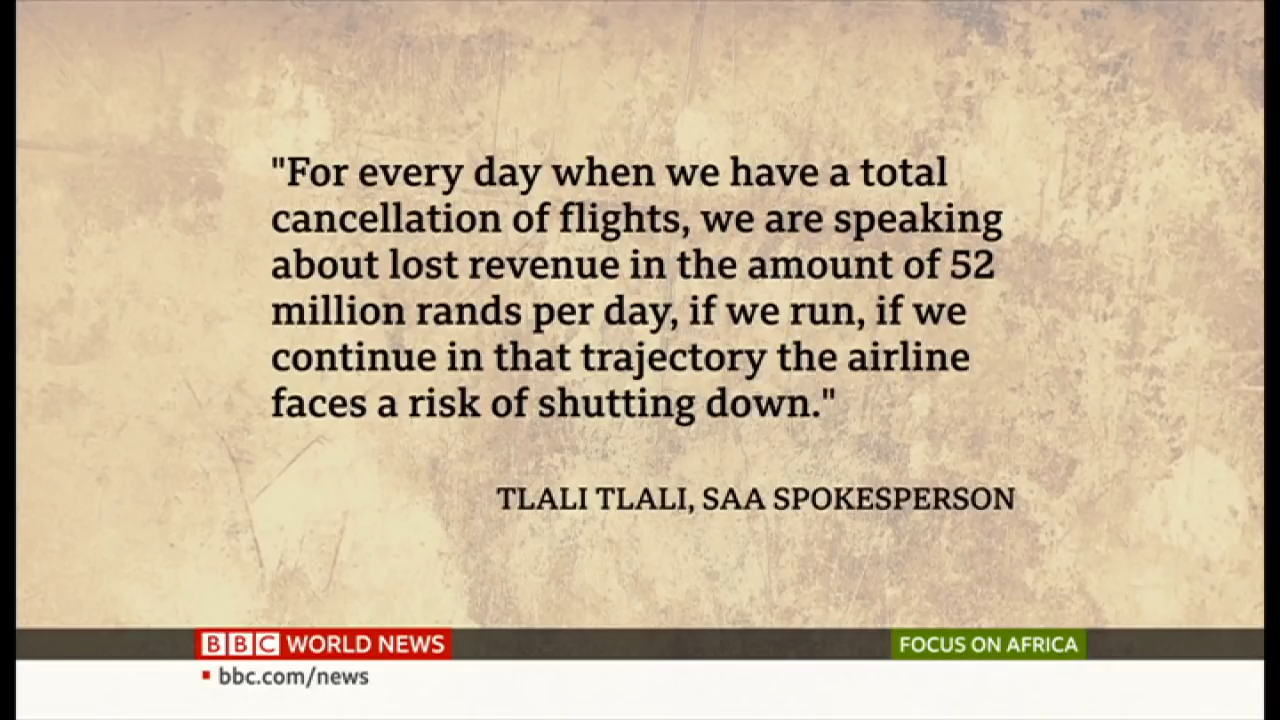 "For every day when we have a total
cancellation of flights, we are speaking
about lost revenue in the amount of 52
million rands per day, if we run, if we
continue in that trajectory the airline
faces a risk of shutting down."
TLALI TLALI, SAA SPOKESPERSON
BBC WORLD NEWS
FOCUS ON AFRICA
bbc.com/news